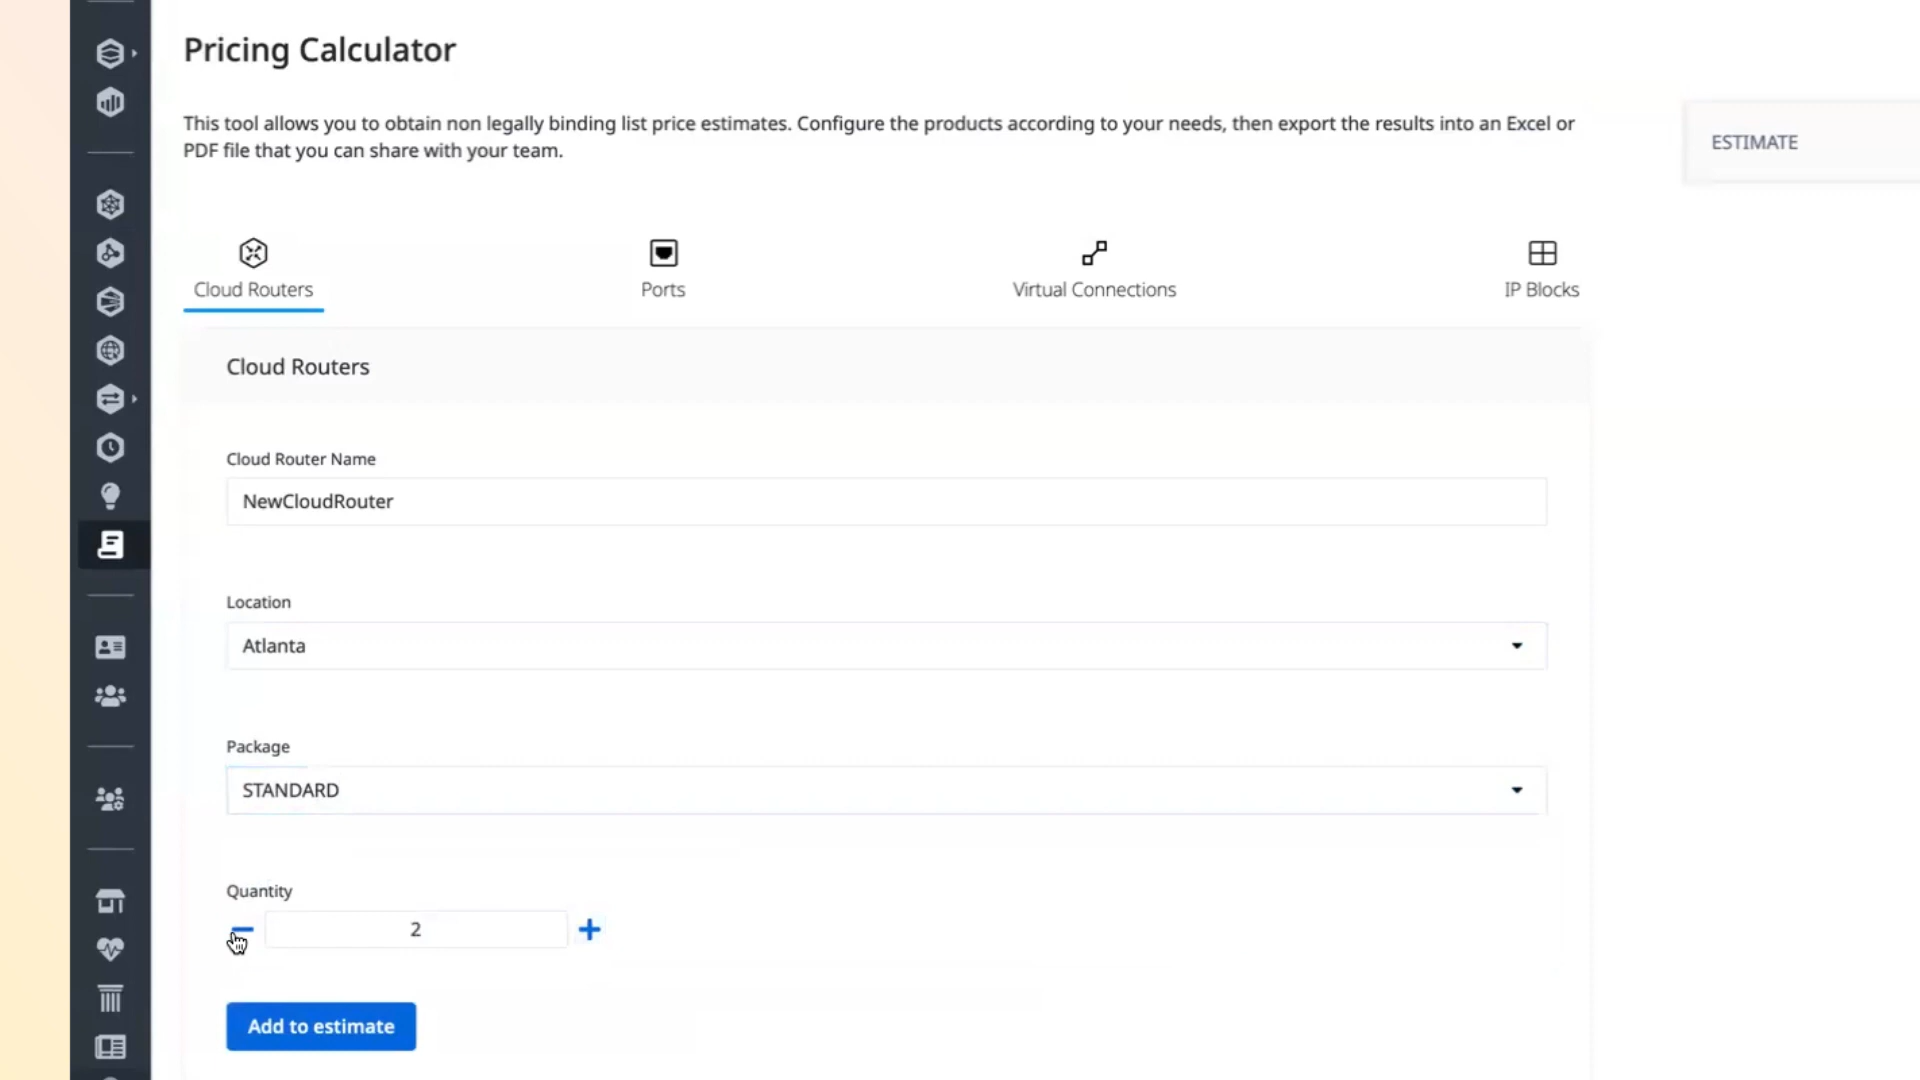 Pricing Calculator
This tool allows you to obtain non legally binding list price estimates. Configure the products according to your needs, then export the results into an Excel or
PDF file that you can share with your team.
ESTIMATE
Cloud Routers
Ports
Virtual Connections
IP Blocks
Cloud Routers
Cloud Router Name
NewCloudRouter
Location
Atlanta
Package
STANDARD
Quantity
2
Add to estimate